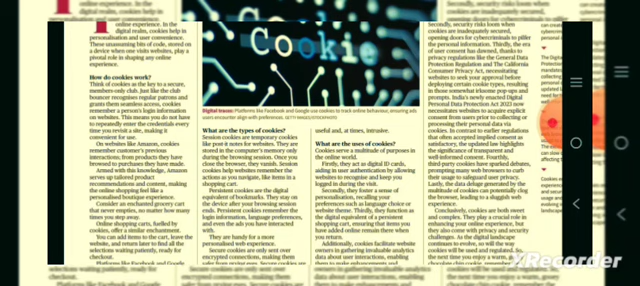 online experience. In the
digital realm, cookies help in
personalisation and user convenience.
These unassuming bits of code, stored on
a device when one visits websites, play a
pivotal role in shaping any online
experience.
How do cookies work?
Think of cookies as the key to a secure,
members-only club. Just like the club
bouncer recognises regular patrons and
grants them seamless access, cookies
remember a person's login information
on websites. This means you do not have
to repeatedly enter the credentials every
time you revisit a site, making it
convenient for use.
On websites like Amazon, cookies
remember customer's previous
interactions; from products they have
browsed to purchases they have made.
Armed with this knowledge, Amazon
serves up tailored product
recommendations and content, making
the online shopping feel like a
personalised boutique experience.
Consider an enchanted grocery cart
that never empties, no matter how many
times you step away.
Online shopping carts, fuelled by
cookies, offer a similar enchantment.
You can add items to the cart, leave the
website, and return later to find all the
selections waiting patiently, ready for
checkout.
Platforms like Facebook and Google
Cookie
Digital traces: Platforms like Facebook and Google use cookies to track online behaviour, ensuring ads
users encounter align with preferences. GETTY IMAGES/ISTOCKPHOTO
What are the types of cookies?
Session cookies are temporary cookies
like post-it notes for websites. They are
stored in the computer's memory only
during the browsing session. Once you
close the browser, they vanish. Session
cookies help websites remember the
actions as you navigate, like items in a
shopping cart.
Persistent cookies are the digital
equivalent of bookmarks. They stay on
the device after your browsing session
ends. Persistent cookies remember the
login information, language preferences,
and even the ads you have interacted
with.
They are handy for a more
personalised web experience.
Secure cookies are only sent over
encrypted connections, making them
useful and, at times, intrusive.
What are the uses of cookies?
Cookies serve a multitude of purposes in
the online world.
Firstly, they act as digital ID cards,
aiding in user authentication by allowing
websites to recognise and keep you
logged in during the visit.
Secondly, they foster a sense of
personalisation, recalling your
preferences such as language choice or
website theme. Thirdly, they function as
the digital equivalent of a persistent
shopping cart, ensuring that items you
have added online remain there when
you return.
Additionally, cookies facilitate website
owners in gathering invaluable analytics
data about user interactions, enabling
them to make enhancements and
Secondly, security risks loom when
cookies are inadequately secured,
opening doors for cybercriminals to pilfer
the personal information. Thirdly, the era
of user consent has dawned, thanks to
privacy regulations like the General Data
Protection Regulation and The California
Consumer Privacy Act, necessitating
websites to seek your approval before
deploying certain cookie types, resulting
in those somewhat irksome pop-ups and
prompts. India's newly enacted Digital
Personal Data Protection Act 2023 now
necessitates websites to acquire explicit
consent from users prior to collecting or
processing their personal data via
cookies. In contrast to earlier regulations
that often accepted implied consent as
satisfactory, the updated law highlights
the significance of transparent and
well-informed consent. Fourthly,
third-party cookies have sparked debates,
prompting many web browsers to curb
their usage to safeguard user privacy.
Lastly, the data deluge generated by the
multitude of cookies can potentially clog
the browser, leading to a sluggish web
experience.
Conclusively, cookies are both sweet
and complex. They play a crucial role in
enhancing your online experience, but
they also come with privacy and security
challenges. As the digital landscape
continues to evolve, so will the way
cookies will be used and regulated. So,
the next time you enjoy a warm, gooey
XRecorder